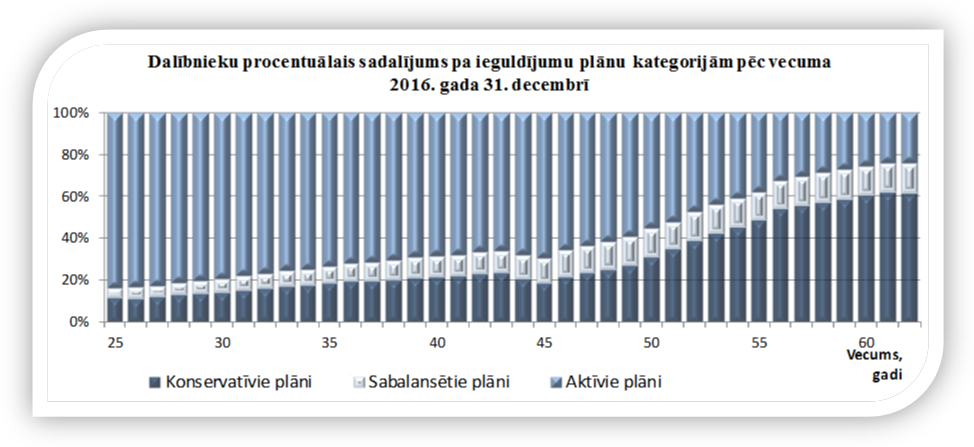 Dalībnieku procentuālais sadalījums pa ieguldījumu plānu kategorijām pēc vecuma
2016. gada 31. decembrī
100%
80%
60%
40%
20%
0%
25 30 35 40 45 50 55 60
Vecums,
gadi
Konservatīvie plāni Sabalansētie plāni Aktīvie plāni